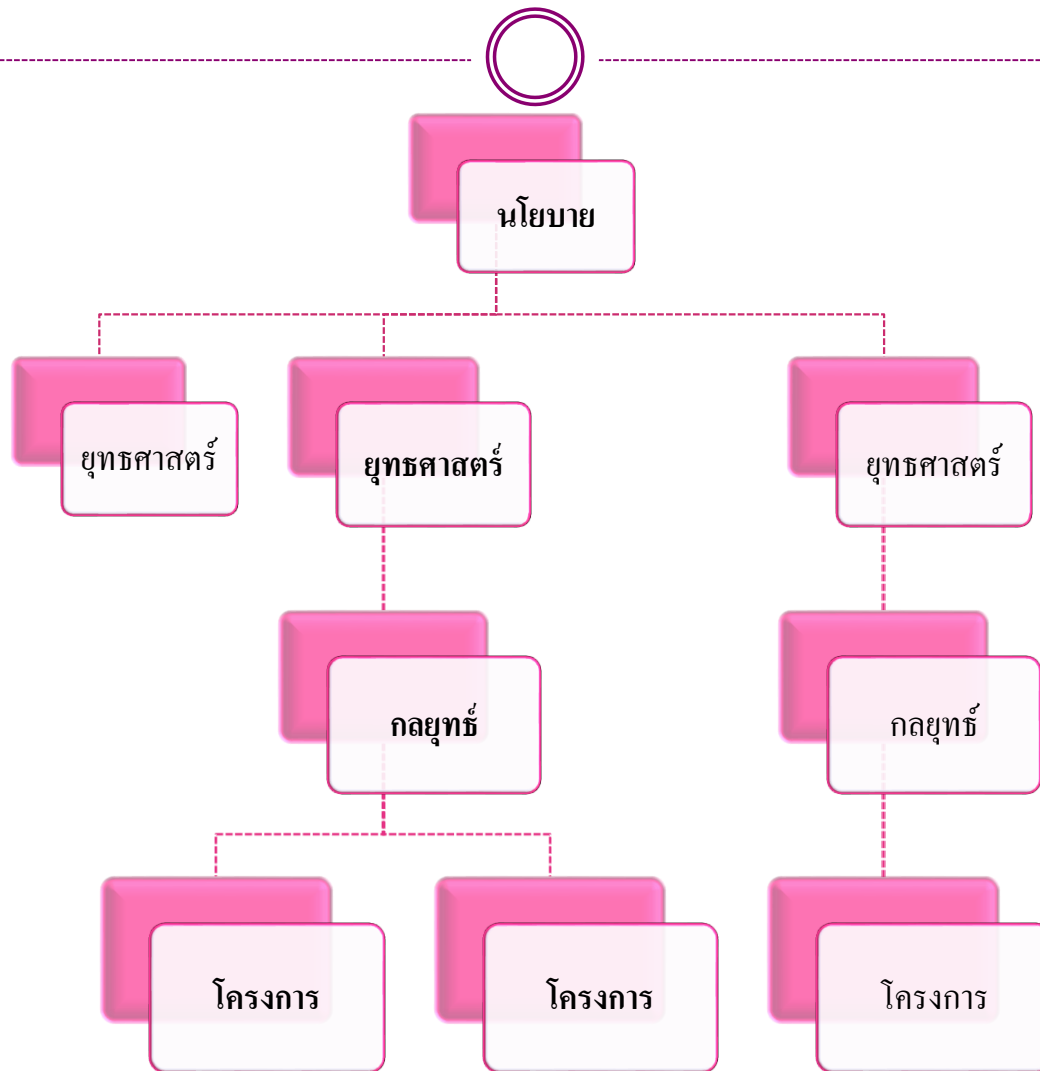 นโยบาย
ยุทธศาสตร์
ยุทธศาสตร์
ยุทธศาสตร์
กลยุทธ์
กลยุทธ์
โครงการ
โครงการ
โครงการ